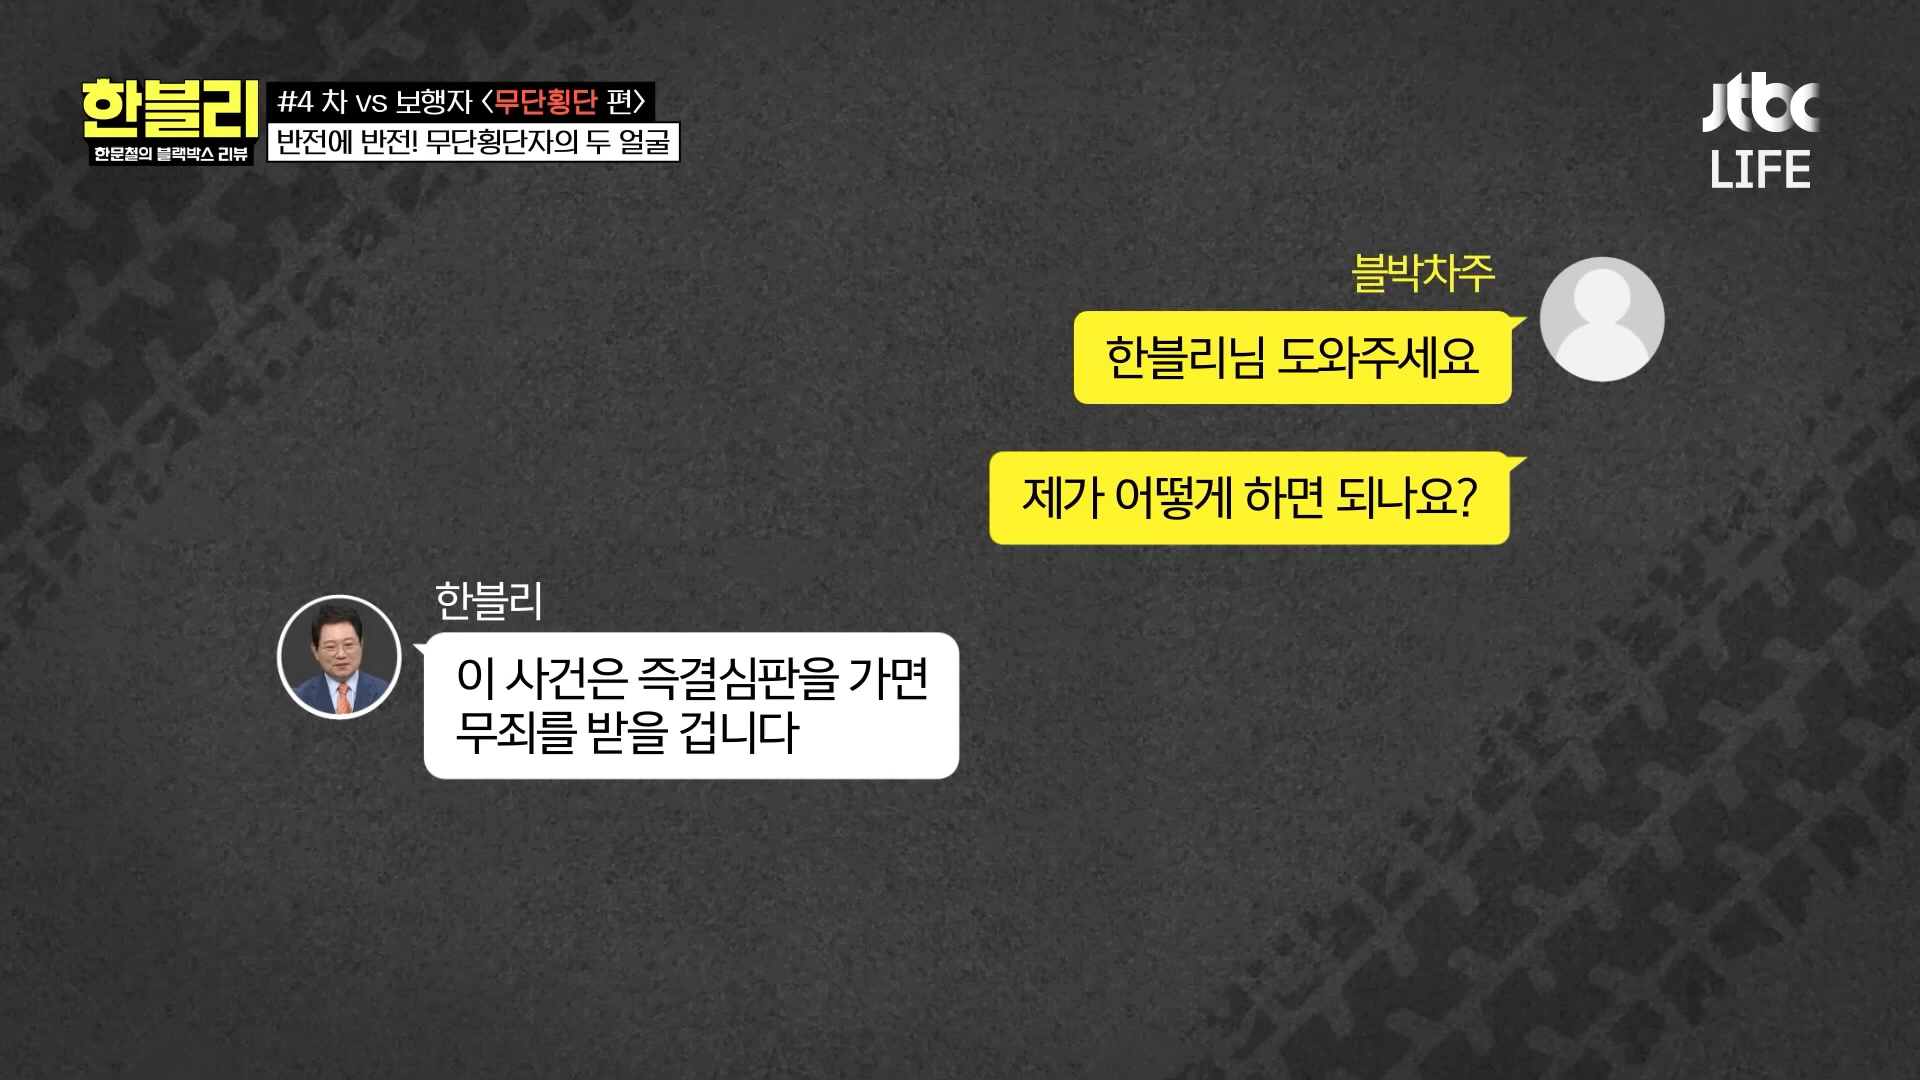 한블리
한문철의 블랙박스 리뷰
#4 차 vs 보행자 <무단횡단 편>
반전에 반전! 무단횡단자의 두 얼굴
jtbc
LIFE
블박차주
한블리님 도와주세요
제가 어떻게 하면 되나요?
한블리
이 사건은 즉결심판을 가면
무죄를 받을 겁니다